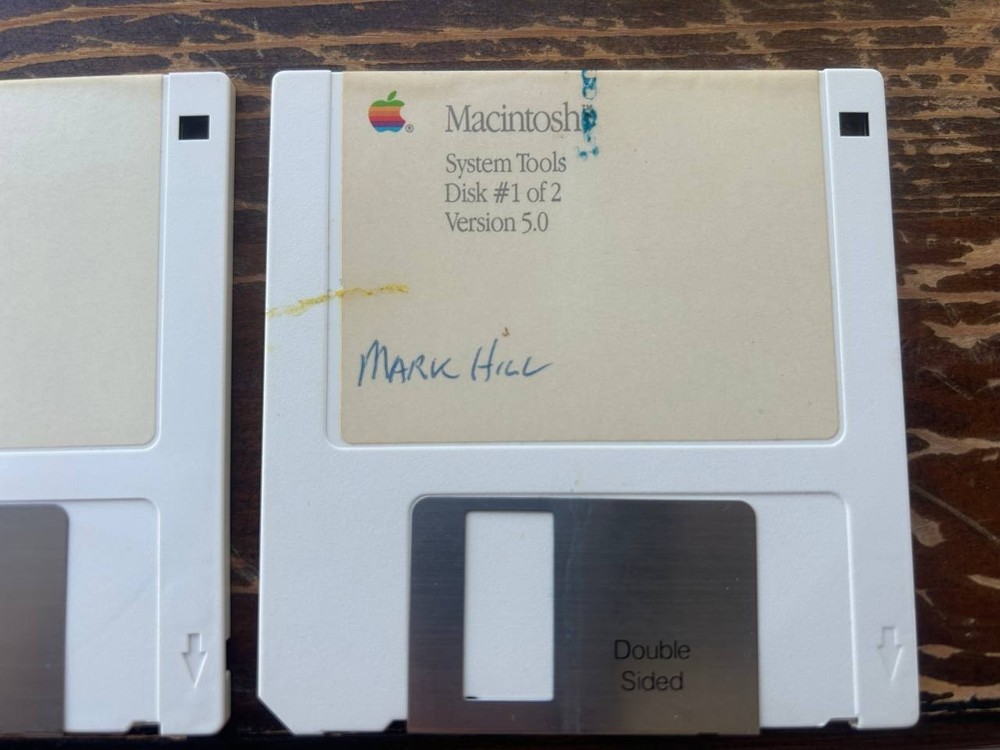 Macintosh
System Tools
Disk #1 of 2
Version 5.0
MARK HILL
Double
Sided